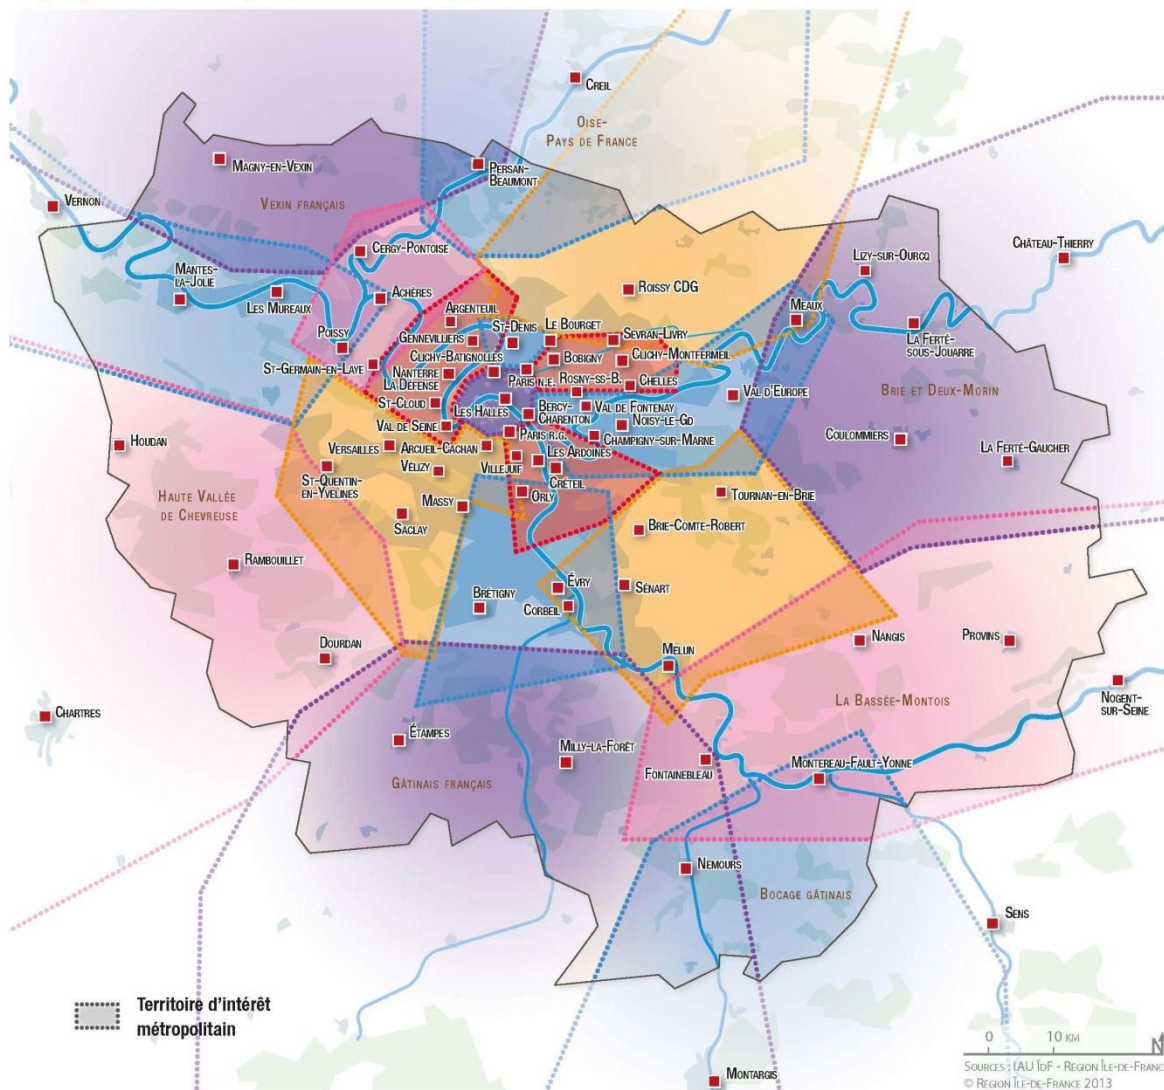 Creil
Oise-
Pays de France
Magny-en-Vexin
Persan-
Beaumont
Vernon
Vexin français
Cergy-Pontoise
Château-Thierry
Lizy-sur-Ourcq
Mantes-
la-Jolie
Les Mureaux
Achères
Roissy CDG
Meaux
Argenteuil
St-Denis
Le Bourget
Sevran-Livry
La Ferté-
sous-Jouarre
Poissy
Gennevilliers
Clichy-Batignolles
Bobigny
Clichy-Montfermeil
St-Germain-en-Laye
Nanterre
La Défense
Paris n.e.
Rosny-ss-B.
Chelles
Val d'Europe
Brie et Deux-Morin
St-Cloud
Les Halles
Bercy-
Charenton
Val de Fontenay
Noisy-le-Gd
Val de Seine
Paris r.g.
Champigny-sur-Marne
Coulommiers
La Ferté-Gaucher
Houdan
Versailles
Arcueil-Cachan
Les Ardoines
St-Quentin-
en-Yvelines
Vélizy
Villejuif
Créteil
Haute Vallée
de Chevreuse
Massy
Orly
Tournan-en-Brie
Saclay
Brie-Comte-Robert
Rambouillet
Brétigny
Évry
Sénart
Corbeil
Dourdan
Melun
Nangis
Provins
Chartres
La Bassée-Montois
Nogent-
sur-Seine
Étampes
Milly-la-Forêt
Fontainebleau
Montereau-Fault-Yonne
Gâtinais français
Nemours
Bocage gâtinais
Sens
Territoire d'intérêt
métropolitain
0 10 km
N
Sources : IAU îdF - Région Île-de-Franc
© Région Île-de-France 2013
Montargis